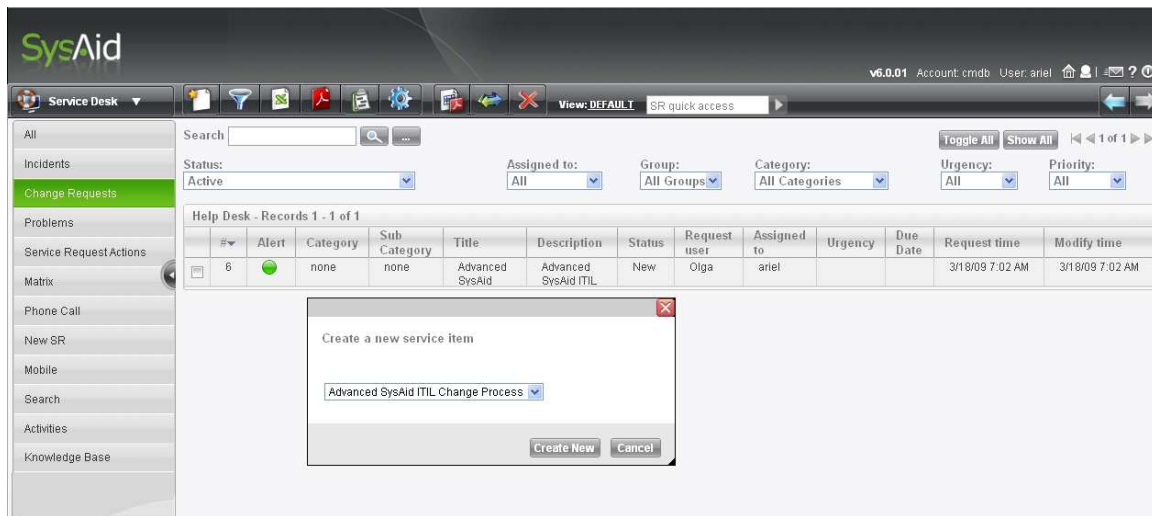 SysAid
v6.0.01 Account: cmdb User: ariel
Service Desk
View: DEFAULT
SR quick access
All
Incidents
Change Requests
Problems
Service Request Actions
Matrix
Phone Call
New SR
Mobile
Search
Activities
Knowledge Base
Search
...
Toggle All
Show All
1 of 1
Status:
Assigned to:
Group:
Category:
Urgency:
Priority:
Active
All
All Groups
All Categories
All
All
Help Desk - Records 1 - 1 of 1
# Alert Category Sub Category Title Description Status Request user Assigned to Urgency Due Date Request time Modify time
6 none none Advanced SysAid Advanced SysAid ITIL New Olga ariel 3/18/09 7:02 AM 3/18/09 7:02 AM
Create a new service item
Advanced SysAid ITIL Change Process
Create New
Cancel